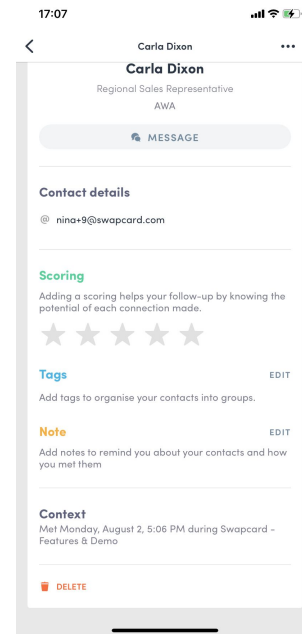 17:07
Carla Dixon
Carla Dixon
Regional Sales Representative
AWA
MESSAGE
Contact details
@ nina+9@swapcard.com
Scoring
Adding a scoring helps your follow-up by knowing the
potential of each connection made.
Tags
EDIT
Add tags to organise your contacts into groups.
Note
EDIT
Add notes to remind you about your contacts and how
you met them
Context
Met Monday, August 2, 5:06 PM during Swapcard -
Features & Demo
DELETE